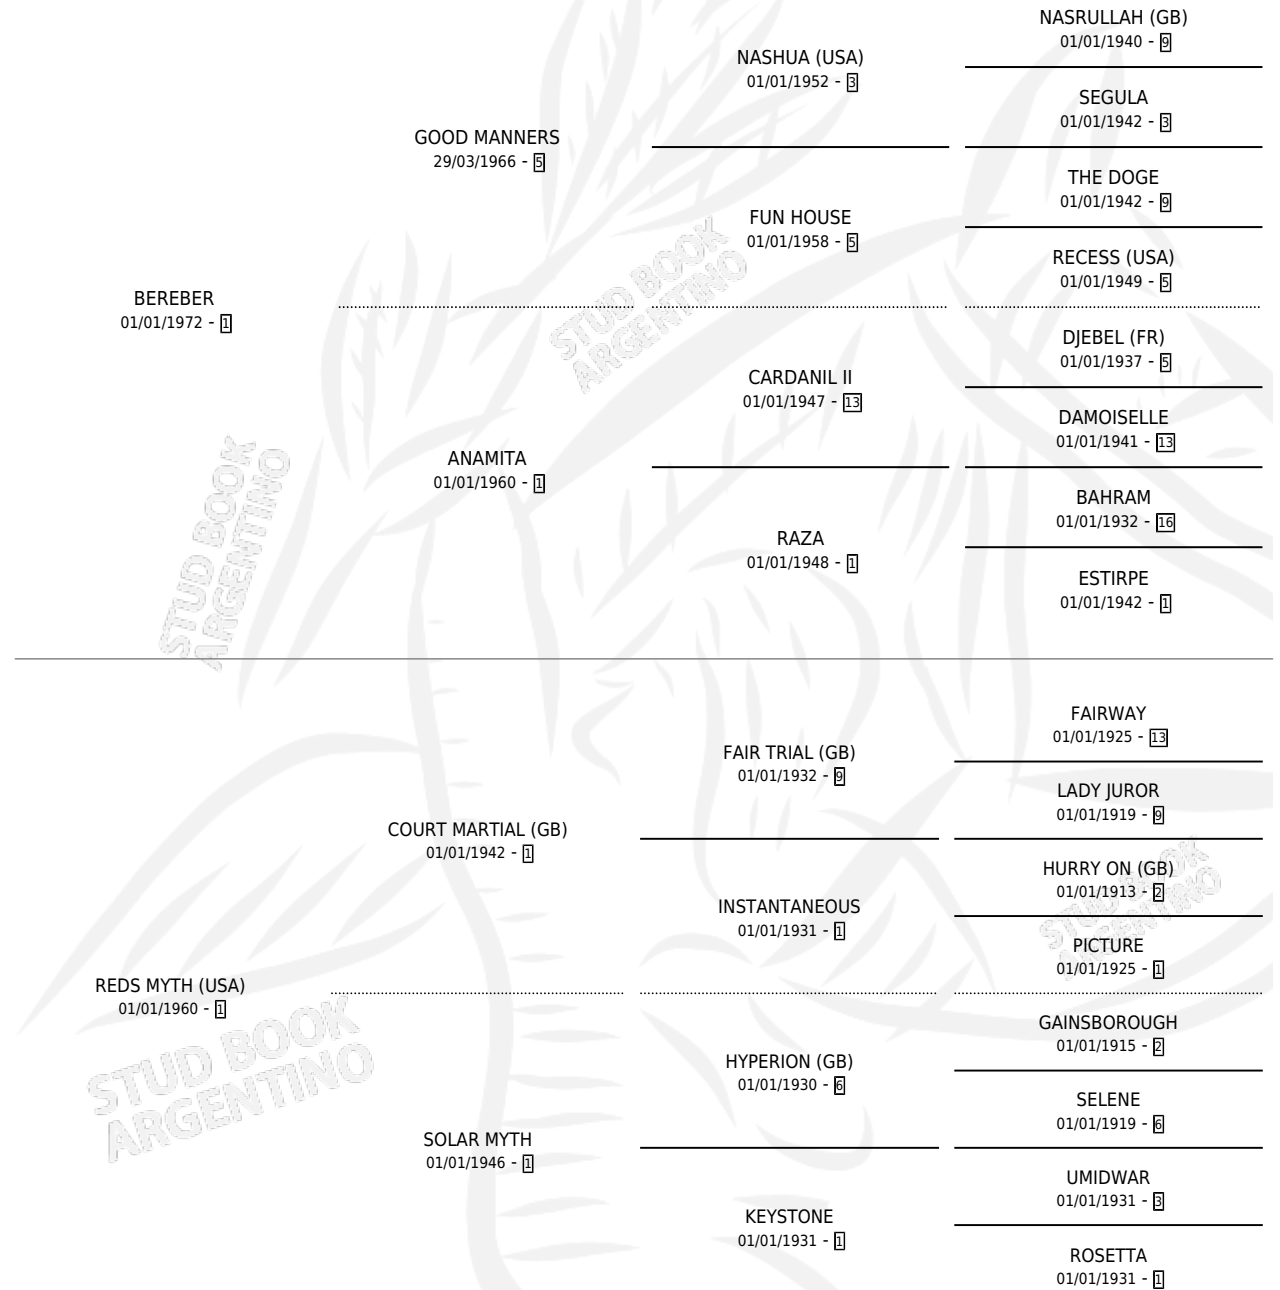 NASRULLAH (GB)
01/01/1940 - 9
NASHUA (USA)
01/01/1952 - 3
SEGULA
01/01/1942 - 3
GOOD MANNERS
29/03/1966 - 5
THE DOGE
01/01/1942 - 9
FUN HOUSE
01/01/1958 - 5
RECESS (USA)
01/01/1949 - 5
BEREBER
01/01/1972 - 1
DJEBEL (FR)
01/01/1937 - 5
CARDANIL II
01/01/1947 - 13
DAMOISELLE
01/01/1941 - 13
ANAMITA
01/01/1960 - 1
BAHRAM
01/01/1932 - 16
RAZA
01/01/1948 - 1
ESTIRPE
01/01/1942 - 1
FAIRWAY
01/01/1925 - 13
FAIR TRIAL (GB)
01/01/1932 - 9
LADY JUROR
01/01/1919 - 9
COURT MARTIAL (GB)
01/01/1942 - 1
HURRY ON (GB)
01/01/1913 - 2
INSTANTANEOUS
01/01/1931 - 1
PICTURE
01/01/1925 - 1
REDS MYTH (USA)
01/01/1960 - 1
GAINSBOROUGH
01/01/1915 - 2
HYPERION (GB)
01/01/1930 - 6
SELENE
01/01/1919 - 6
SOLAR MYTH
01/01/1946 - 1
UMIDWAR
01/01/1931 - 3
KEYSTONE
01/01/1931 - 1
ROSETTA
01/01/1931 - 1
STUD BOOK
ARGENTINO
STUD BOOK
ARGENTINO
STUD BOOK
ARGENTINO
STUD BOOK
ARGENTINO